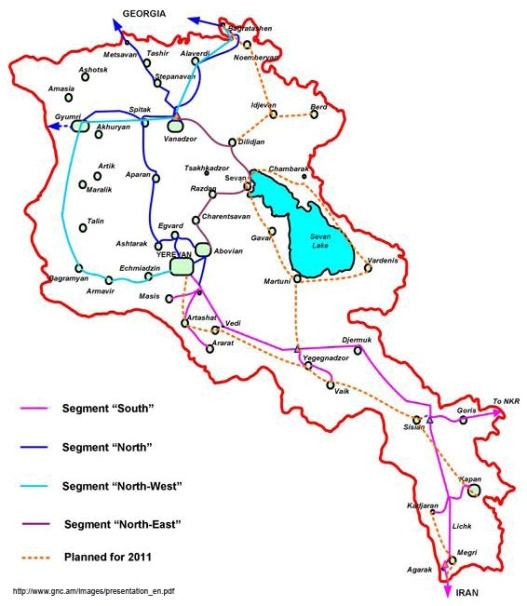 GEORGIA
Bagratashen
Metsavan
Tashir
Alaverdi
Noemberyan
Ashotsk
Stepanavan
Amasia
Spitak
Idjevan
Berd
Gyumri
Akhuryan
Vanadzor
Dilidjan
Artik
Aparan
Tsakhkadzor
Chambarak
Sevan
Maralik
Razdan
Talin
Charentsavan
Egvard
Gavar
Sevan
Lake
Ashtarak
Abovian
YEREVAN
Vardenis
Bagramyan
Echmiadzin
Martuni
Armavir
Masis
Artashat
Vedi
Ararat
Djermuk
Yegegnadzor
Vaik
To NKR
Goris
Sisian
Kapan
Kadjaran
Lichk
Megri
Agarak
IRAN
Segment “South”
Segment “North”
Segment “North-West”
Segment “North-East”
Planned for 2011
http://www.gnc.am/images/presentation_en.pdf